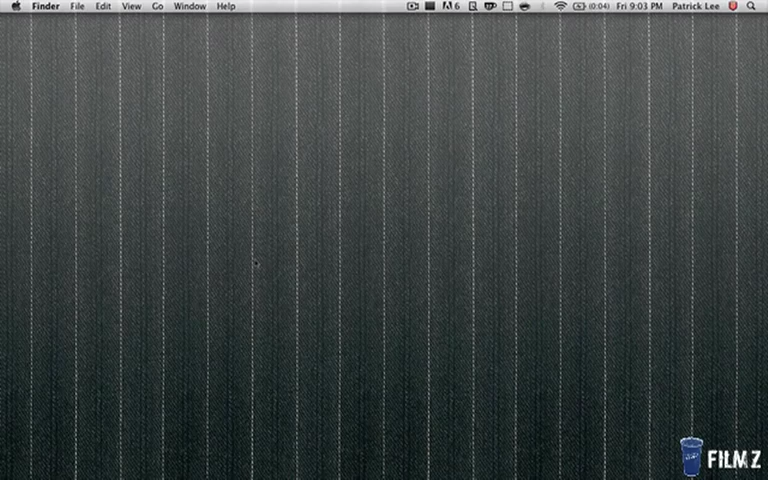 Finder File Edit View Go Window Help 6 (0:04) Fri 9:03 PM Patrick Lee
FILMZ